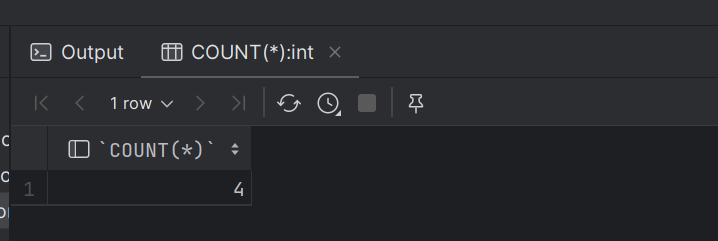 Output
COUNT(*):int
1 row
`COUNT(*)`
1
4